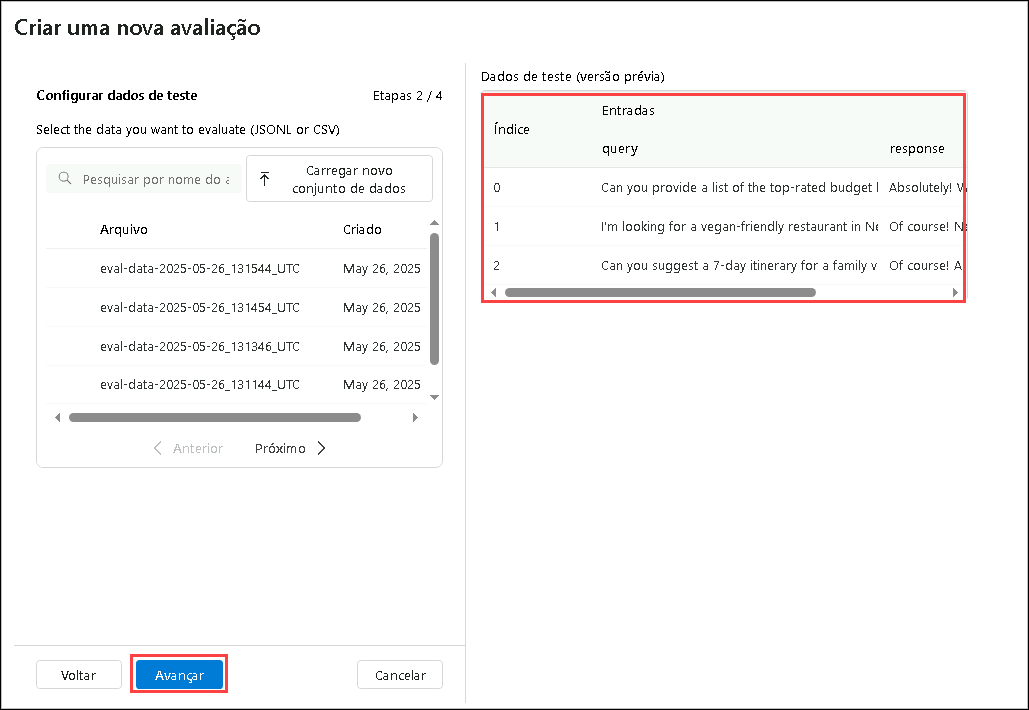 Criar uma nova avaliação
Configurar dados de teste
Etapas 2 / 4
Select the data you want to evaluate (JSONL or CSV)
Pesquisar por nome do a
Carregar novo
conjunto de dados
Arquivo Criado
eval-data-2025-05-26_131544_UTC May 26, 2025
eval-data-2025-05-26_131454_UTC May 26, 2025
eval-data-2025-05-26_131346_UTC May 26, 2025
eval-data-2025-05-26_131144_UTC May 26, 2025
Anterior Próximo
Voltar Avançar Cancelar
Dados de teste (versão prévia)
Entradas
Índice
query response
0 Can you provide a list of the top-rated budget Absolutely!
1 I'm looking for a vegan-friendly restaurant in Of course!
2 Can you suggest a 7-day itinerary for a family v Of course! A